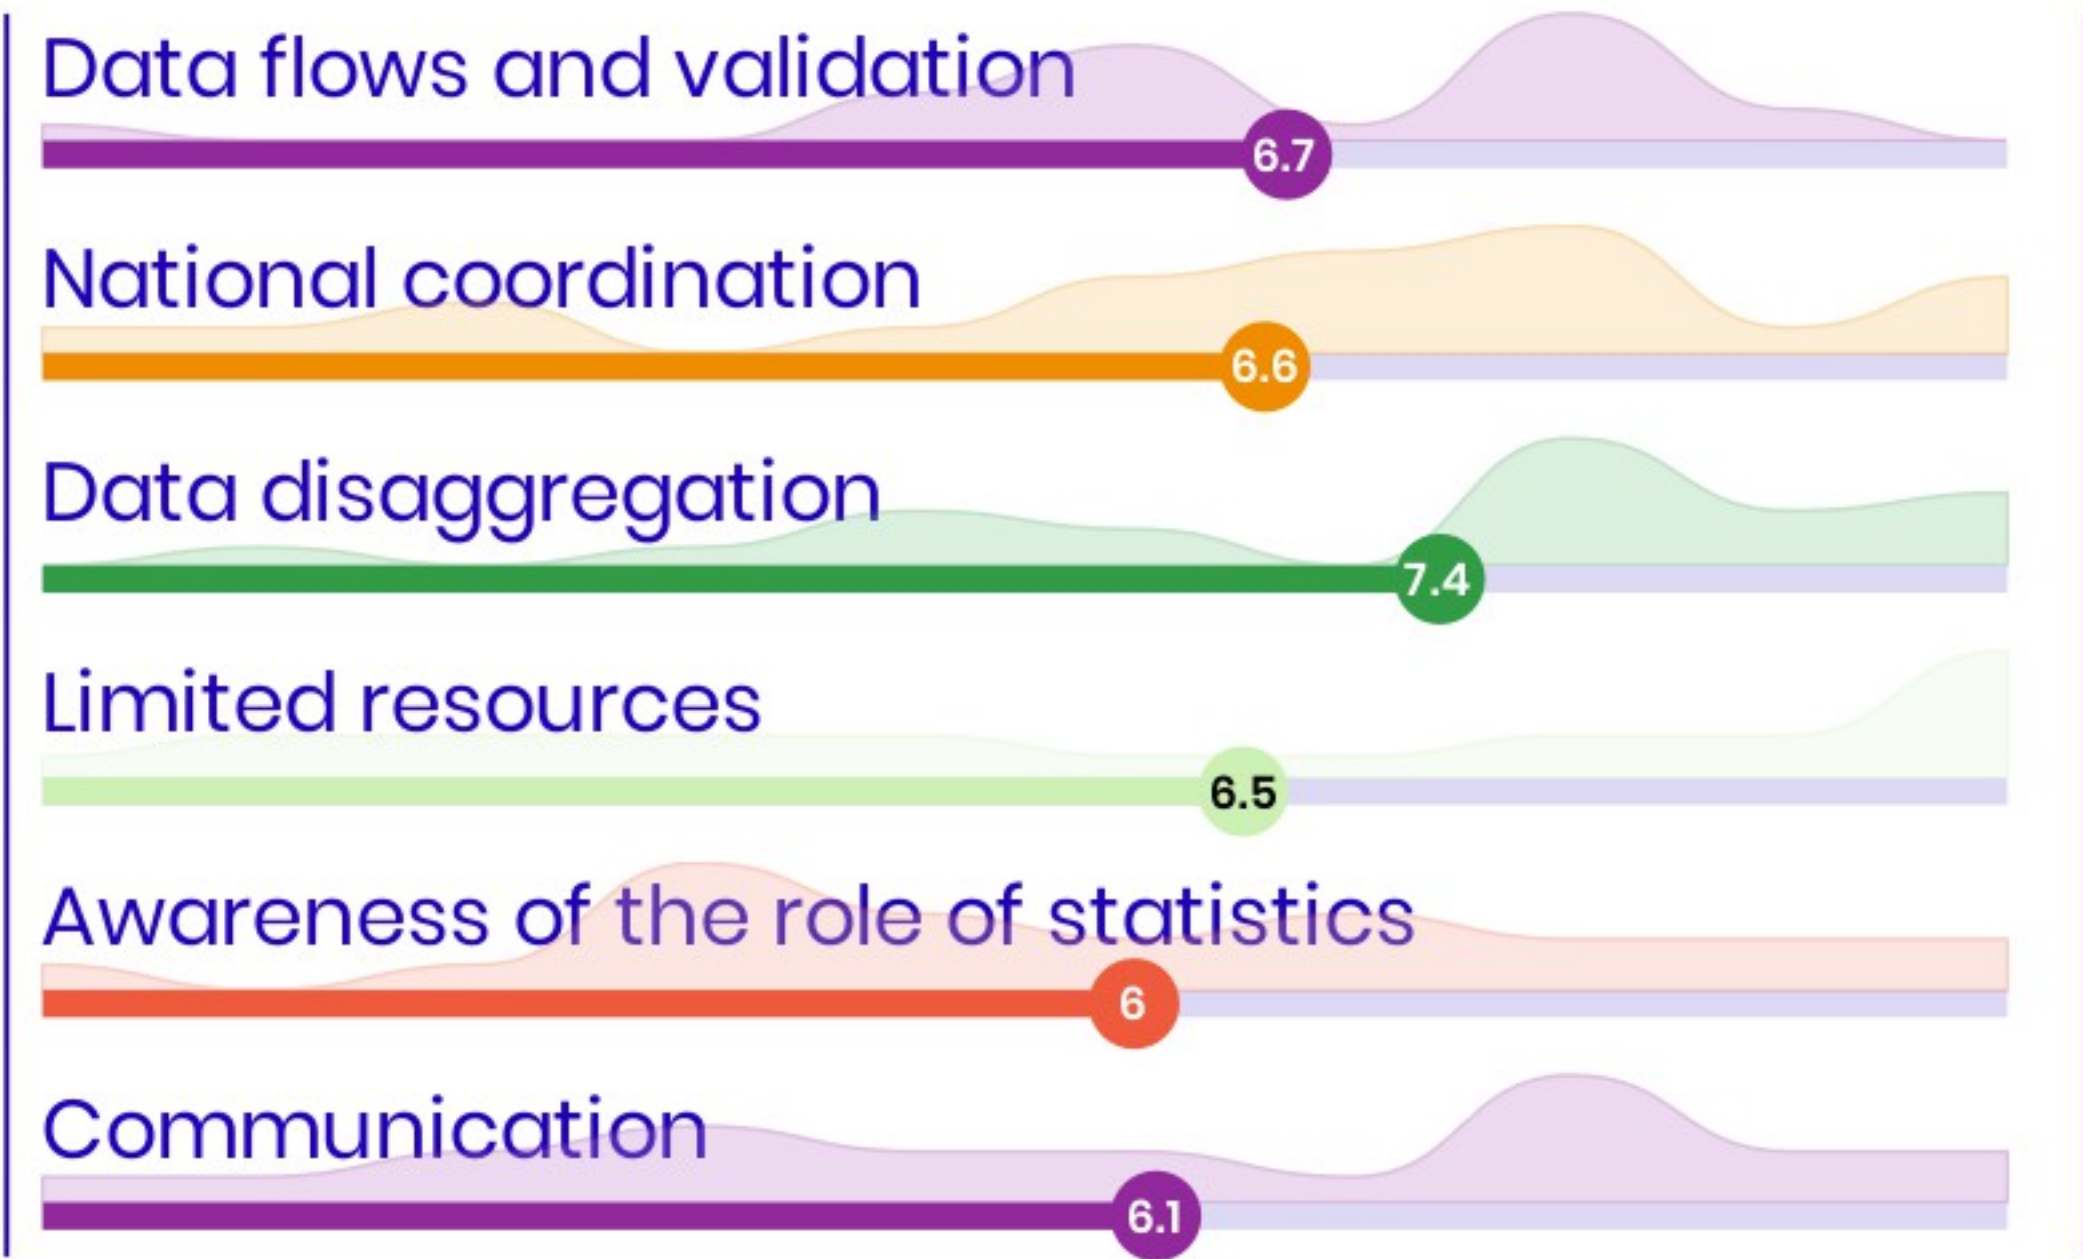 Data flows and validation
6.7
National coordination
6.6
Data disaggregation
7.4
Limited resources
6.5
Awareness of the role of statistics
6
Communication
6.1